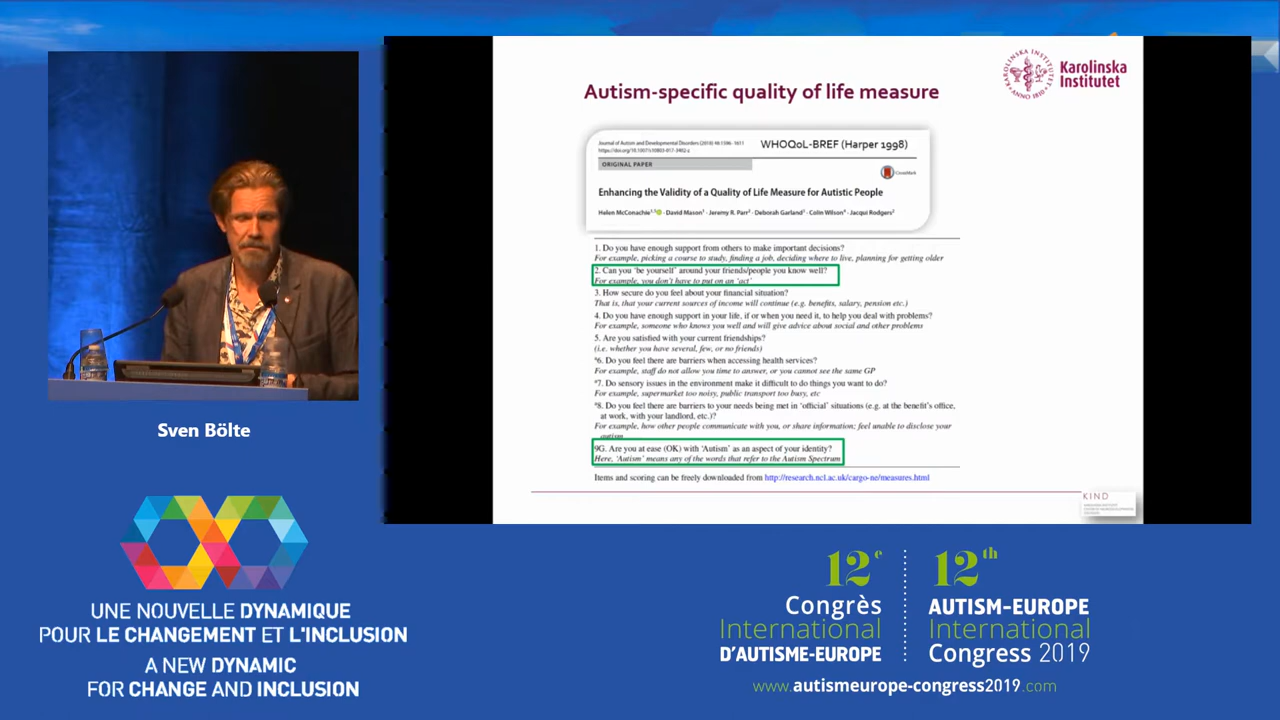 Karolinska
Institutet
KAROLINSKA INSTITUTET
ANNO 1810
Autism-specific quality of life measure
WHOQoL-BREF (Harper 1998)
ORIGINAL PAPER
CrossMark
Enhancing the Validity of a Quality of Life Measure for Autistic People
Helen McConachie · David Mason · Jeremy R. Parr · Deborah Garland · Colin Wilson · Jacqui Rodgers
1. Do you have enough support from others to make important decisions?
For example, picking a course to study, finding a job, deciding where to live, planning for getting older
2. Can you 'be yourself' around your friends/people you know well?
For example, you don't have to put on an 'act'
3. How secure do you feel about your financial situation?
That is, that your current sources of income will continue (e.g. benefits, salary, pension etc.)
4. Do you have enough support in your life, if or when you need it, to help you deal with problems?
For example, someone who knows you well and will give advice about social and other problems
5. Are you satisfied with your current friendships?
(i.e. whether you have several, few, or no friends)
*6. Do you feel there are barriers when accessing health services?
For example, staff do not allow you time to answer, or you cannot see the same GP
*7. Do sensory issues in the environment make it difficult to do things you want to do?
For example, supermarket too noisy, public transport too busy, etc
*8. Do you feel there are barriers to your needs being met in 'official' situations (e.g. at the benefit's office,
at work, with your landlord, etc.)?
For example, how other people communicate with you, or share information; feel unable to disclose your
autism
9G. Are you at ease (OK) with 'Autism' as an aspect of your identity?
Here, 'Autism' means any of the words that refer to the Autism Spectrum
Items and scoring can be freely downloaded from http://research.ncl.ac.uk/cargo-ne/measures.html
KIND
Sven Bölte
UNE NOUVELLE DYNAMIQUE
POUR LE CHANGEMENT ET L'INCLUSION
A NEW DYNAMIC
FOR CHANGE AND INCLUSION
12e
Congrès
International
D'AUTISME-EUROPE
12th
AUTISM-EUROPE
International
Congress 2019
www.autismeurope-congress2019.com